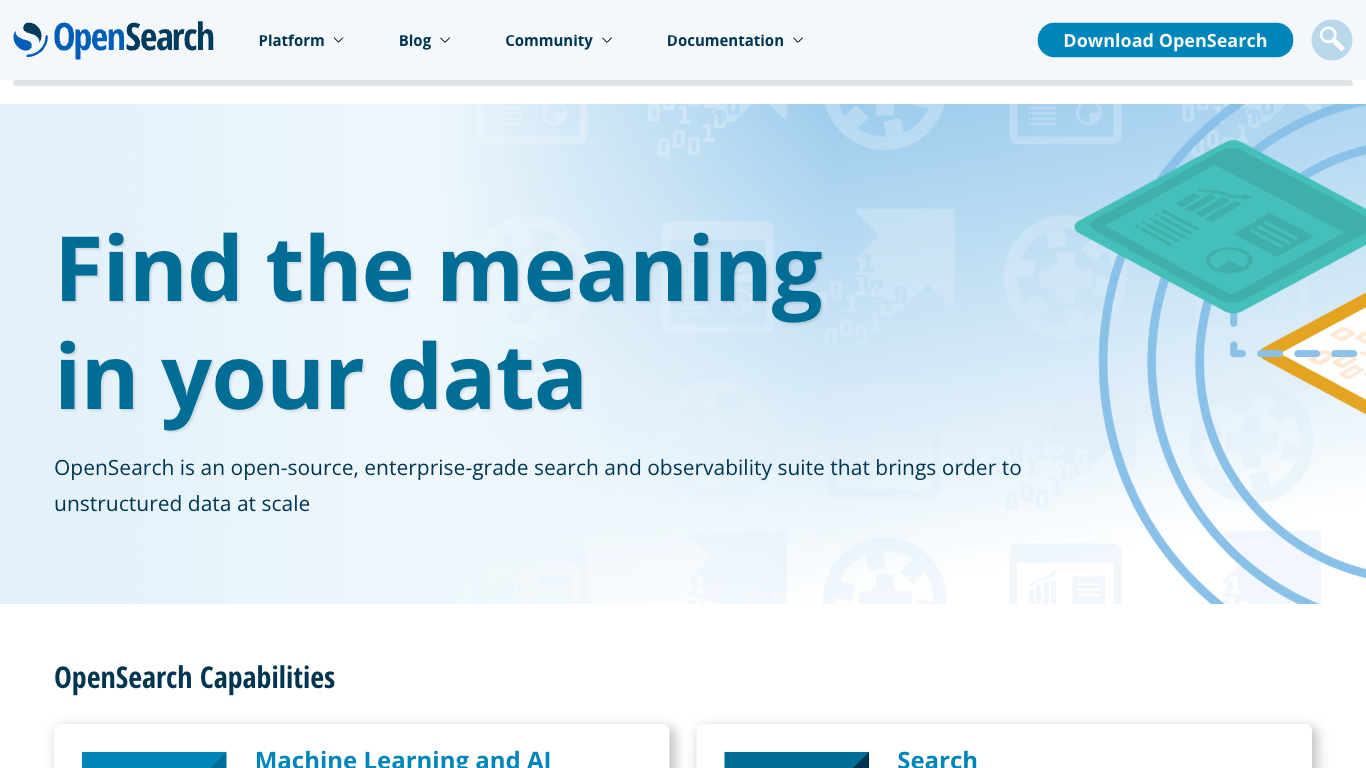 OpenSearch
Platform
Blog
Community
Documentation
Download OpenSearch
Find the meaning
in your data
OpenSearch is an open-source, enterprise-grade search and observability suite that brings order to
unstructured data at scale
OpenSearch Capabilities
Machine Learning and AI
Search